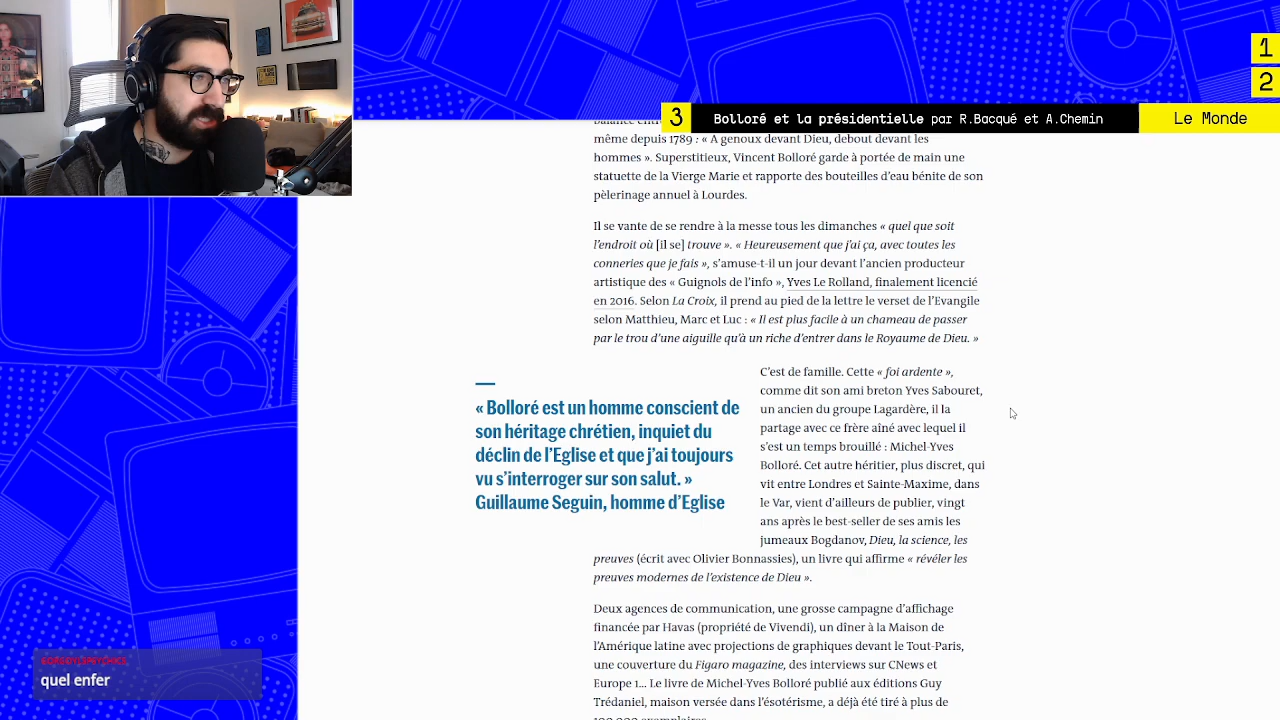 1
2
3 Bolloré et la présidentielle par R.Bacqué et A.Chemin Le Monde
même depuis 1789 : « A genoux devant Dieu, debout devant les
hommes ». Superstitieux, Vincent Bolloré garde à portée de main une
statuette de la Vierge Marie et rapporte des bouteilles d’eau bénite de son
pèlerinage annuel à Lourdes.
Il se vante de se rendre à la messe tous les dimanches « quel que soit
l’endroit où [il se] trouve ». « Heureusement que j’ai ça, avec toutes les
conneries que je fais », s’amuse-t-il un jour devant l’ancien producteur
artistique des « Guignols de l’info », Yves Le Rolland, finalement licencié
en 2016. Selon La Croix, il prend au pied de la lettre le verset de l’Evangile
selon Matthieu, Marc et Luc : « Il est plus facile à un chameau de passer
par le trou d’une aiguille qu’à un riche d’entrer dans le Royaume de Dieu. »
« Bolloré est un homme conscient de
son héritage chrétien, inquiet du
déclin de l’Eglise et que j’ai toujours
vu s’interroger sur son salut. »
Guillaume Seguin, homme d’Eglise
C’est de famille. Cette « foi ardente »,
comme dit son ami breton Yves Sabouret,
un ancien du groupe Lagardère, il la
partage avec ce frère aîné avec lequel il
s’est un temps brouillé : Michel-Yves
Bolloré. Cet autre héritier, plus discret, qui
vit entre Londres et Sainte-Maxime, dans
le Var, vient d’ailleurs de publier, vingt
ans après le best-seller de ses amis les
jumeaux Bogdanov, Dieu, la science, les
preuves (écrit avec Olivier Bonnassies), un livre qui affirme « révéler les
preuves modernes de l’existence de Dieu ».
Deux agences de communication, une grosse campagne d’affichage
financée par Havas (propriété de Vivendi), un dîner à la Maison de
l’Amérique latine avec projections de graphiques devant le Tout-Paris,
une couverture du Figaro magazine, des interviews sur CNews et
Europe 1... Le livre de Michel-Yves Bolloré publié aux éditions Guy
Trédaniel, maison versée dans l’ésotérisme, a déjà été tiré à plus de
quel enfer